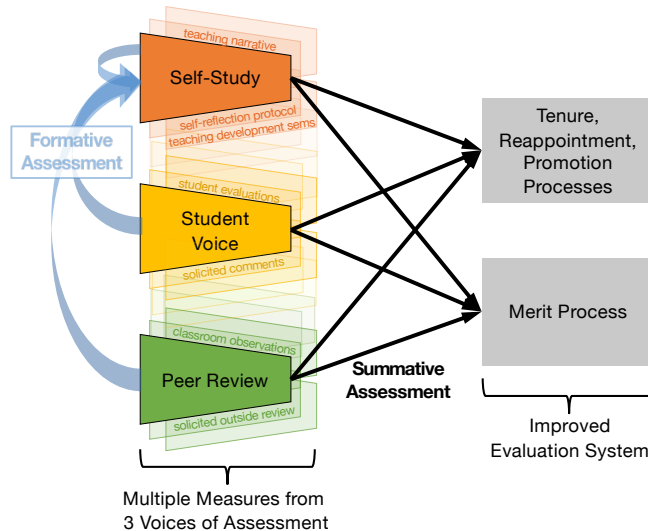 teaching narrative
Self-Study
self-reflection protocol
teaching development sems
Formative
Assessment
student evaluations
Student
Voice
solicited comments
classroom observations
Peer Review
solicited outside review
Multiple Measures from
3 Voices of Assessment
Summative
Assessment
Tenure,
Reappointment,
Promotion
Processes
Merit Process
Improved
Evaluation System